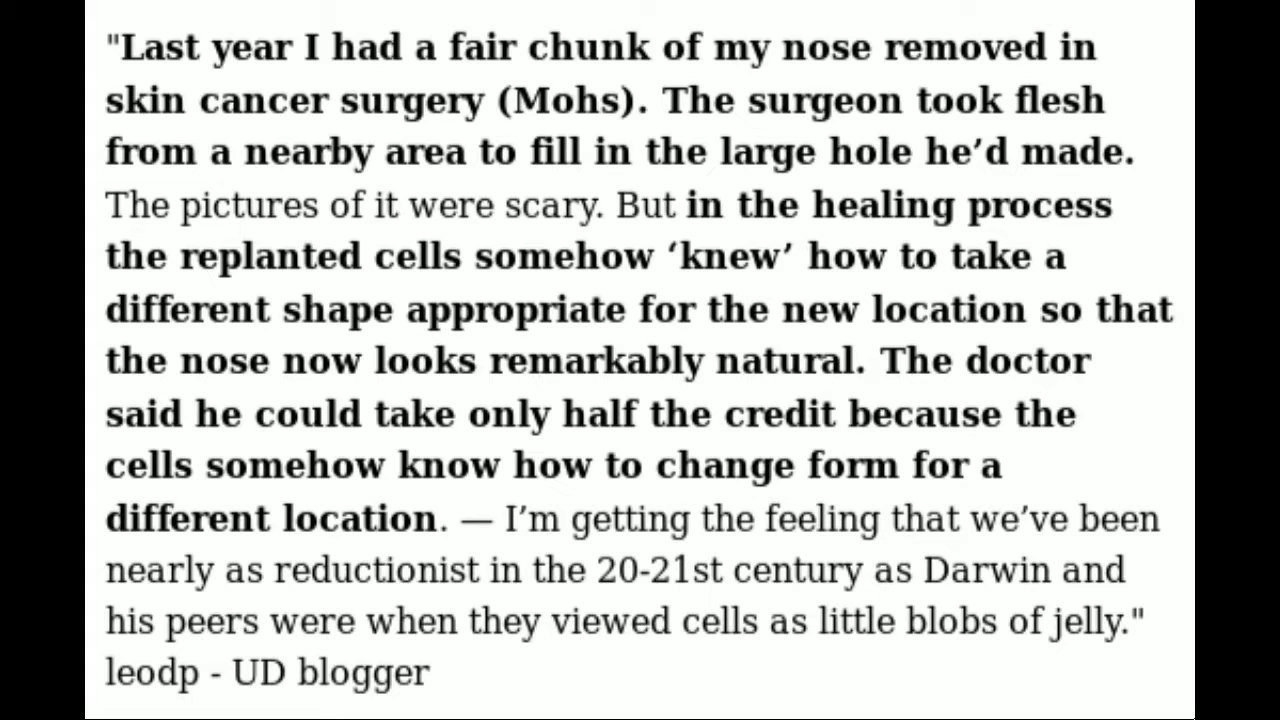 "Last year I had a fair chunk of my nose removed in
skin cancer surgery (Mohs). The surgeon took flesh
from a nearby area to fill in the large hole he’d made.
The pictures of it were scary. But in the healing process
the replanted cells somehow ‘knew’ how to take a
different shape appropriate for the new location so that
the nose now looks remarkably natural. The doctor
said he could take only half the credit because the
cells somehow know how to change form for a
different location. — I’m getting the feeling that we’ve been
nearly as reductionist in the 20-21st century as Darwin and
his peers were when they viewed cells as little blobs of jelly."
leodp - UD blogger